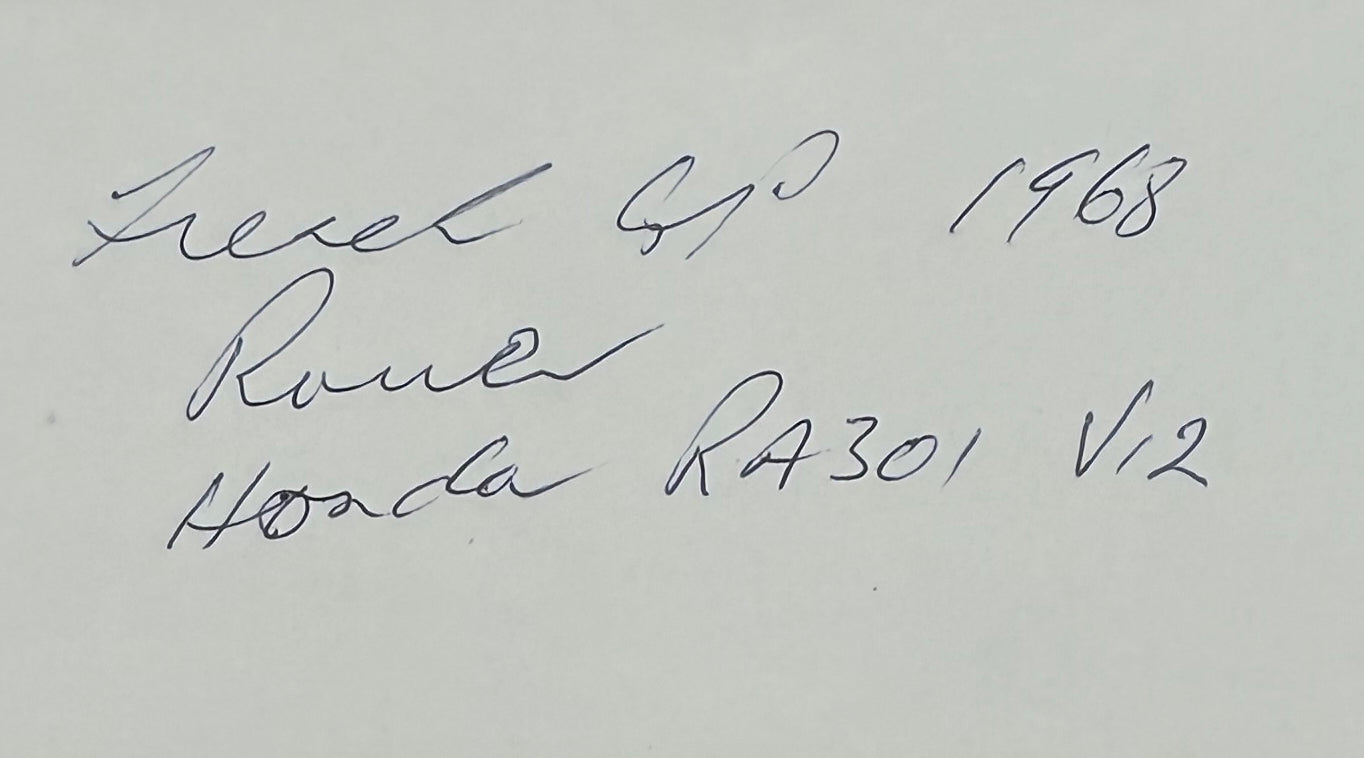 French GP 1968
Rouen
Honda RA301 V12